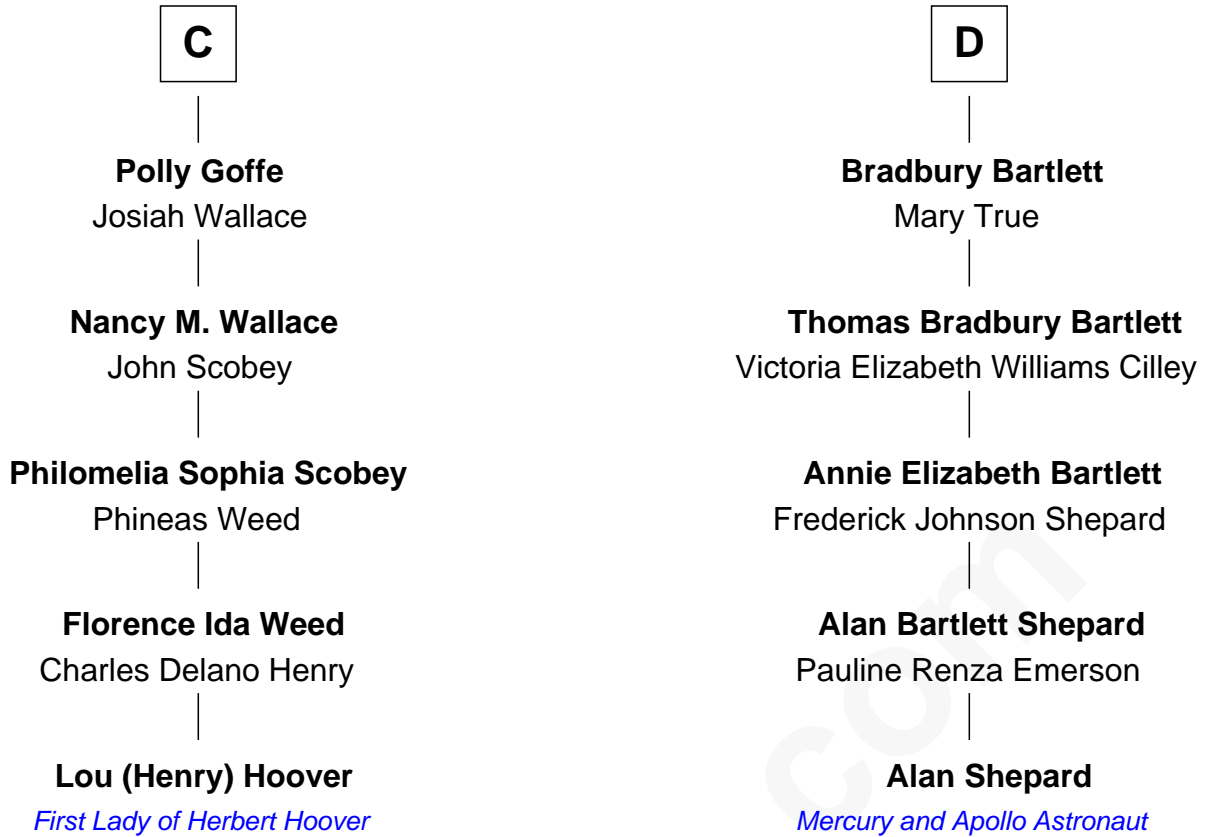 C
Polly Goffe
Josiah Wallace
Nancy M. Wallace
John Scobey
Philomelia Sophia Scobey
Phineas Weed
Florence Ida Weed
Charles Delano Henry
Lou (Henry) Hoover
First Lady of Herbert Hoover
D
Bradbury Bartlett
Mary True
Thomas Bradbury Bartlett
Victoria Elizabeth Williams Cilley
Annie Elizabeth Bartlett
Frederick Johnson Shepard
Alan Bartlett Shepard
Pauline Renza Emerson
Alan Shepard
Mercury and Apollo Astronaut
com